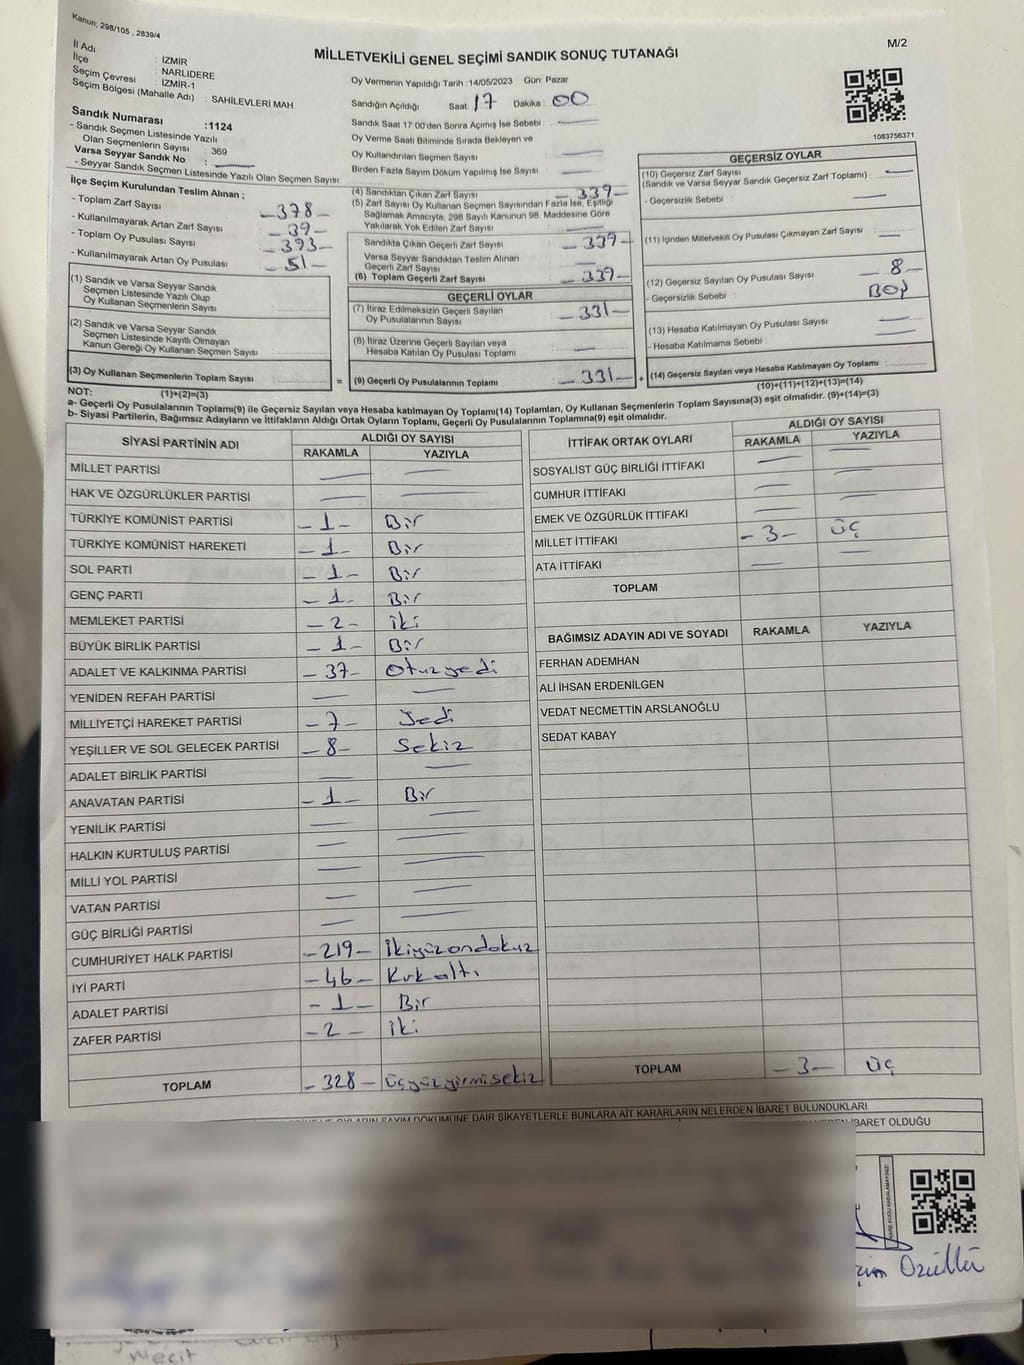 Kanun; 298/105 , 2839/4
M/2
MİLLETVEKİLİ GENEL SEÇİMİ SANDIK SONUÇ TUTANAĞI
İl Adı : İZMİR
İlçe : NARLIDERE
Seçim Çevresi : İZMİR-1
Seçim Bölgesi (Mahalle Adı) : SAHİLEVLERİ MAH
Sandık Numarası :1124
- Sandık Seçmen Listesinde Yazılı
Olan Seçmenlerin Sayısı : 369
Varsa Seyyar Sandık No :
- Seyyar Sandık Seçmen Listesinde Yazılı Olan Seçmen Sayısı
Oy Vermenin Yapıldığı Tarih :14/05/2023 Gün: Pazar
Sandığın Açıldığı Saat: 17 Dakika : 00
Sandık Saat 17:00'den Sonra Açımış İse Sebebi :
Oy Verme Saati Bitiminde Sırada Bekleyen ve
Oy Kullandırılan Seçmen Sayısı
Birden Fazla Sayım Döküm Yapılmış İse Sayısı :
1083756371
İlçe Seçim Kurulundan Teslim Alınan ;
- Toplam Zarf Sayısı -378-
- Kullanılmayarak Artan Zarf Sayısı -39-
- Toplam Oy Pusulası Sayısı -393-
- Kullanılmayarak Artan Oy Pusulası -51-
(1) Sandık ve Varsa Seyyar Sandık
Seçmen Listesinde Yazılı Olup
Oy Kullanan Seçmenlerin Sayısı :
(2) Sandık ve Varsa Seyyar Sandık
Seçmen Listesinde Kayıtlı Olmayan
Kanun Gereği Oy Kullanan Seçmen Sayısı :
(3) Oy Kullanan Seçmenlerin Toplam Sayısı :
(1)+(2)=(3)
(4) Sandıktan Çıkan Zarf Sayısı -339-
(5) Zarf Sayısı Oy Kullanan Seçmen Sayısından Fazla İse, Eşitliği
Sağlamak Amacıyla, 298 Sayılı Kanunun 98. Maddesine Göre
Yakılarak Yok Edilen Zarf Sayısı :
Sandıkta Çıkan Geçerli Zarf Sayısı -339-
Varsa Seyyar Sandıktan Teslim Alınan
Geçerli Zarf Sayısı
(6) Toplam Geçerli Zarf Sayısı -339-
GEÇERLİ OYLAR
(7) İtiraz Edilmeksizin Geçerli Sayılan
Oy Pusulalarının Sayısı -331-
(8) İtiraz Üzerine Geçerli Sayılan veya
Hesaba Katılan Oy Pusulası Toplamı
= (9) Geçerli Oy Pusulalarının Toplamı -331- +
GEÇERSİZ OYLAR
(10) Geçersiz Zarf Sayısı
(Sandık ve Varsa Seyyar Sandık Geçersiz Zarf Toplamı) :
- Geçersizlik Sebebi :
(11) İçinden Milletvekili Oy Pusulası Çıkmayan Zarf Sayısı :
(12) Geçersiz Sayılan Oy Pusulası Sayısı -8-
- Geçersizlik Sebebi : Boş
(13) Hesaba Katılmayan Oy Pusulası Sayısı
- Hesaba Katılmama Sebebi :
(14) Geçersiz Sayılan veya Hesaba Katılmayan Oy Toplamı :
(10)+(11)+(12)+(13)=(14)
NOT:
a- Geçerli Oy Pusulalarının Toplamı(9) ile Geçersiz Sayılan veya Hesaba katılmayan Oy Toplamı(14) Toplamları, Oy Kullanan Seçmenlerin Toplam Sayısına(3) eşit olmalıdır. (9)+(14)=(3)
b- Siyasi Partilerin, Bağımsız Adayların ve İttifakların Aldığı Ortak Oyların Toplamı, Geçerli Oy Pusulalarının Toplamına(9) eşit olmalıdır.
SİYASİ PARTİNİN ADI ALDIĞI OY SAYISI
RAKAMLA YAZIYLA
MİLLET PARTİSİ
HAK VE ÖZGÜRLÜKLER PARTİSİ
TÜRKİYE KOMÜNİST PARTİSİ -1- Bir
TÜRKİYE KOMÜNİST HAREKETİ -1- Bir
SOL PARTİ -1- Bir
GENÇ PARTİ -1- Bir
MEMLEKET PARTİSİ -2- iki
BÜYÜK BİRLİK PARTİSİ -1- Bir
ADALET VE KALKINMA PARTİSİ -37- Otuzyedi
YENİDEN REFAH PARTİSİ
MİLLİYETÇİ HAREKET PARTİSİ -7- Yedi
YEŞİLLER VE SOL GELECEK PARTİSİ -8- Sekiz
ADALET BİRLİK PARTİSİ
ANAVATAN PARTİSİ -1- Bir
YENİLİK PARTİSİ
HALKIN KURTULUŞ PARTİSİ
MİLLİ YOL PARTİSİ
VATAN PARTİSİ
GÜÇ BİRLİĞİ PARTİSİ
CUMHURİYET HALK PARTİSİ -219- ikiyüzondokuz
İYİ PARTİ -46- Kırkaltı
ADALET PARTİSİ -1- Bir
ZAFER PARTİSİ -2- iki
TOPLAM -328- üçyüzyirmisekiz
İTTİFAK ORTAK OYLARI ALDIĞI OY SAYISI
RAKAMLA YAZIYLA
SOSYALİST GÜÇ BİRLİĞİ İTTİFAKI
CUMHUR İTTİFAKI
EMEK VE ÖZGÜRLÜK İTTİFAKI
MİLLET İTTİFAKI -3- üç
ATA İTTİFAKI
TOPLAM
BAĞIMSIZ ADAYIN ADI VE SOYADI RAKAMLA YAZIYLA
FERHAN ADEMHAN
ALİ İHSAN ERDENİLGEN
VEDAT NECMETTİN ARSLANOĞLU
SEDAT KABAY
TOPLAM -3- üç
OYLARIN SAYIM DÖKÜMÜNE DAİR ŞİKAYETLERLE BUNLARA AİT KARARLARIN NELERDEN İBARET BULUNDUKLARI
İBARET OLDUĞU